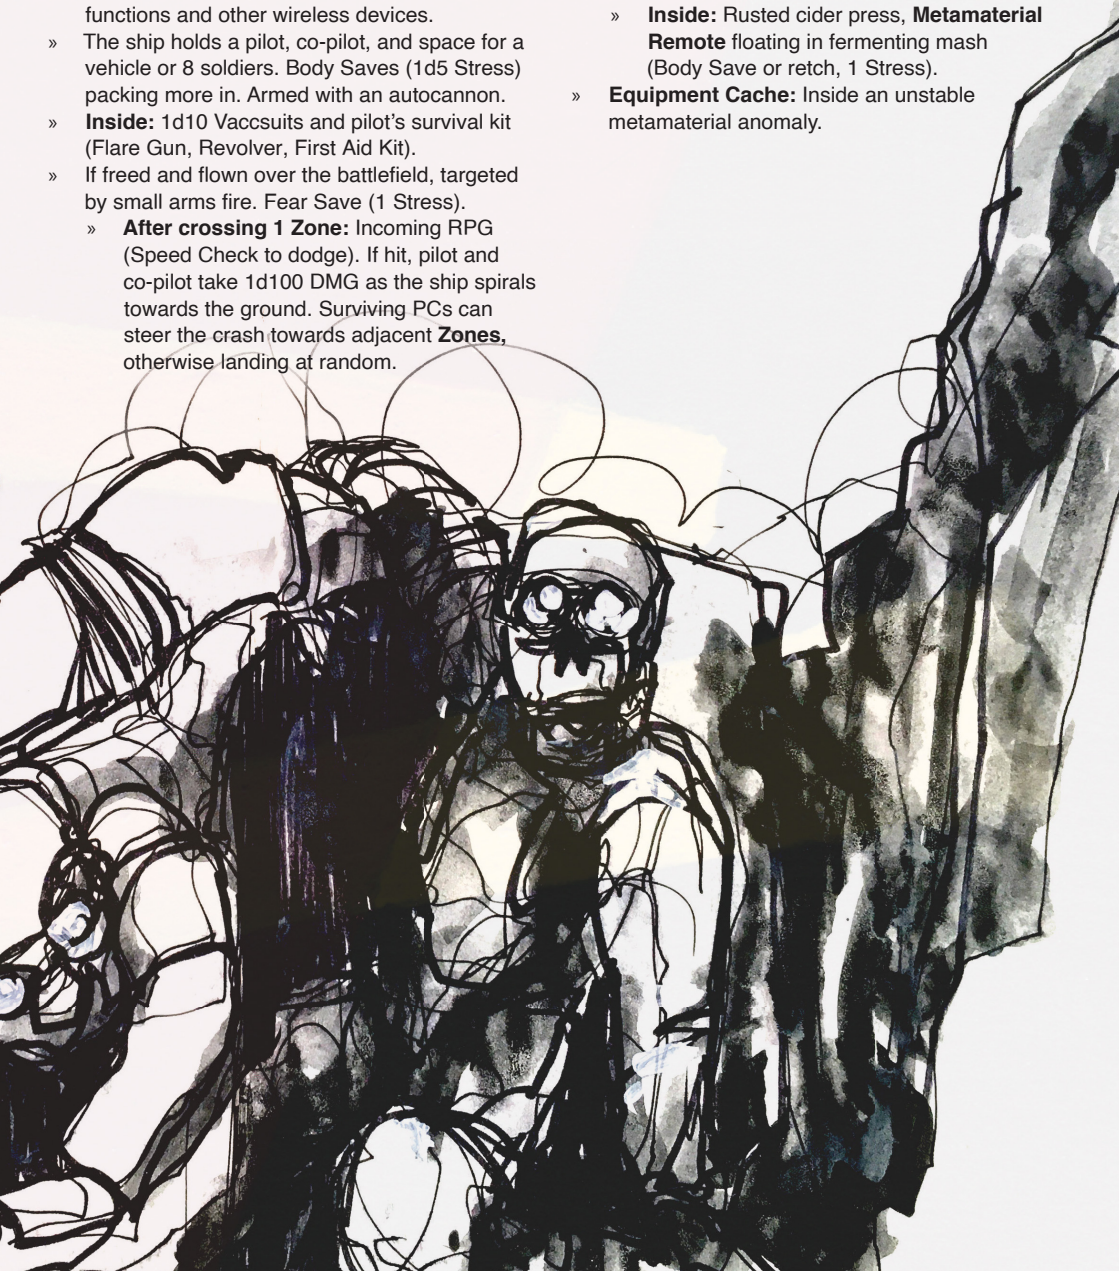 functions and other wireless devices.
» The ship holds a pilot, co-pilot, and space for a
vehicle or 8 soldiers. Body Saves (1d5 Stress)
packing more in. Armed with an autocannon.
» Inside: 1d10 Vaccsuits and pilot's survival kit
(Flare Gun, Revolver, First Aid Kit).
» If freed and flown over the battlefield, targeted
by small arms fire. Fear Save (1 Stress).
» After crossing 1 Zone: Incoming RPG
(Speed Check to dodge). If hit, pilot and
co-pilot take 1d100 DMG as the ship spirals
towards the ground. Surviving PCs can
steer the crash towards adjacent Zones,
otherwise landing at random.
» Inside: Rusted cider press, Metamaterial
Remote floating in fermenting mash
(Body Save or retch, 1 Stress).
» Equipment Cache: Inside an unstable
metamaterial anomaly.